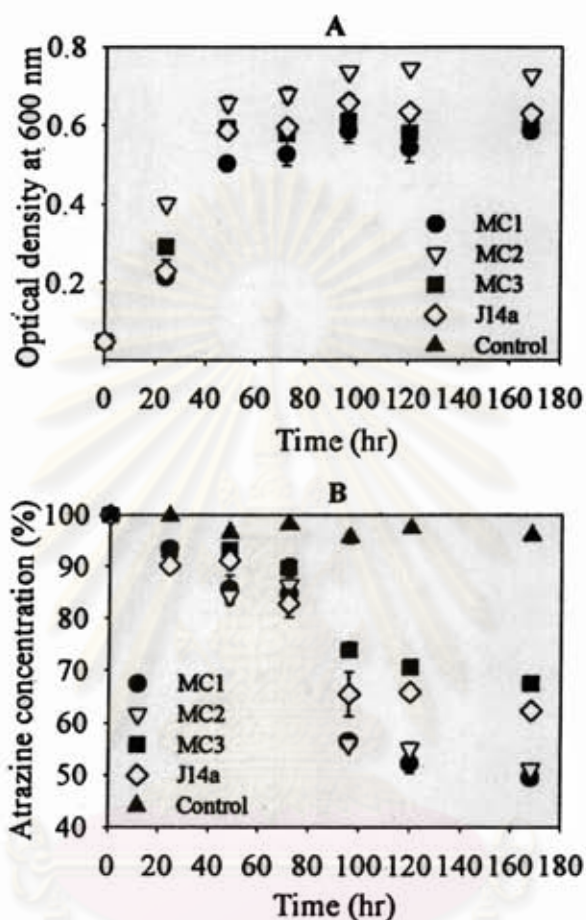 A
Optical density at 600 nm
0.8
0.6
0.4
0.2
MC1
MC2
MC3
J14a
Control
0 20 40 60 80 100 120 140 160 180
Time (hr)
B
Atrazine concentration (%)
100
90
80
70
60
50
40
MC1
MC2
MC3
J14a
Control
0 20 40 60 80 100 120 140 160 180
Time (hr)